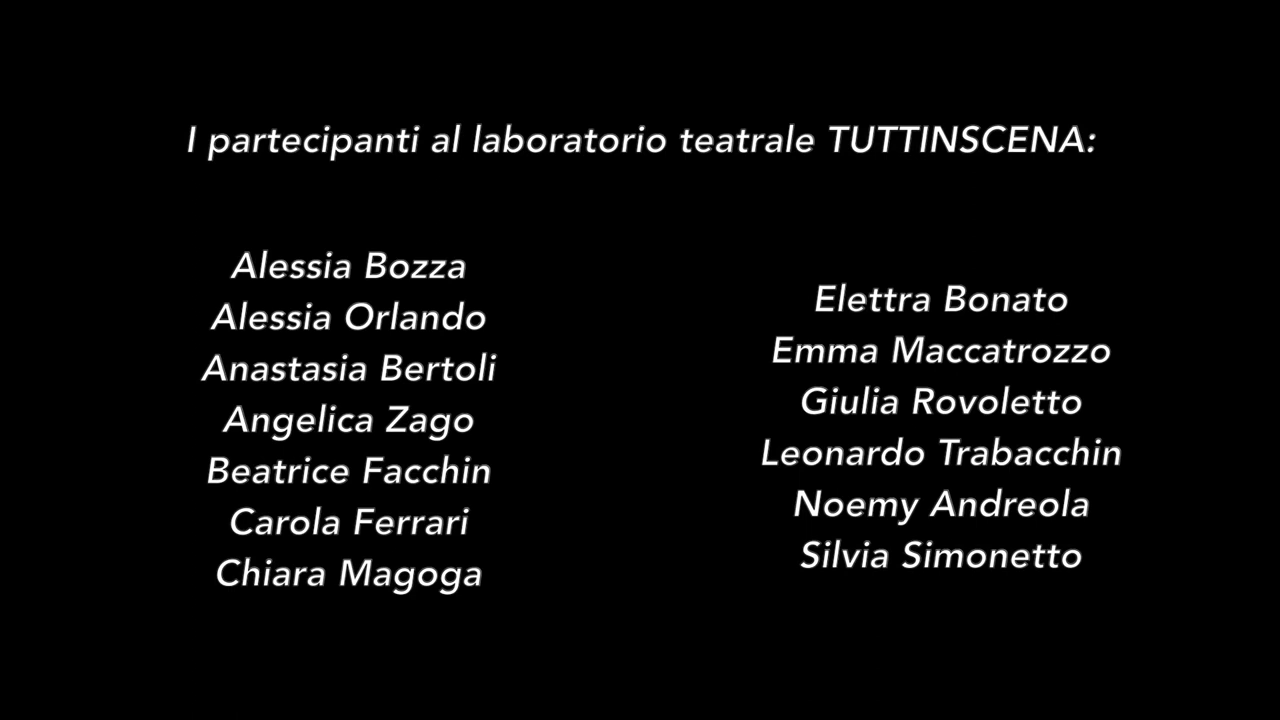 I partecipanti al laboratorio teatrale TUTTINSCENA:
Alessia Bozza
Alessia Orlando
Anastasia Bertoli
Angelica Zago
Beatrice Facchin
Carola Ferrari
Chiara Magoga
Elettra Bonato
Emma Maccatrozzo
Giulia Rovoletto
Leonardo Trabacchin
Noemy Andreola
Silvia Simonetto